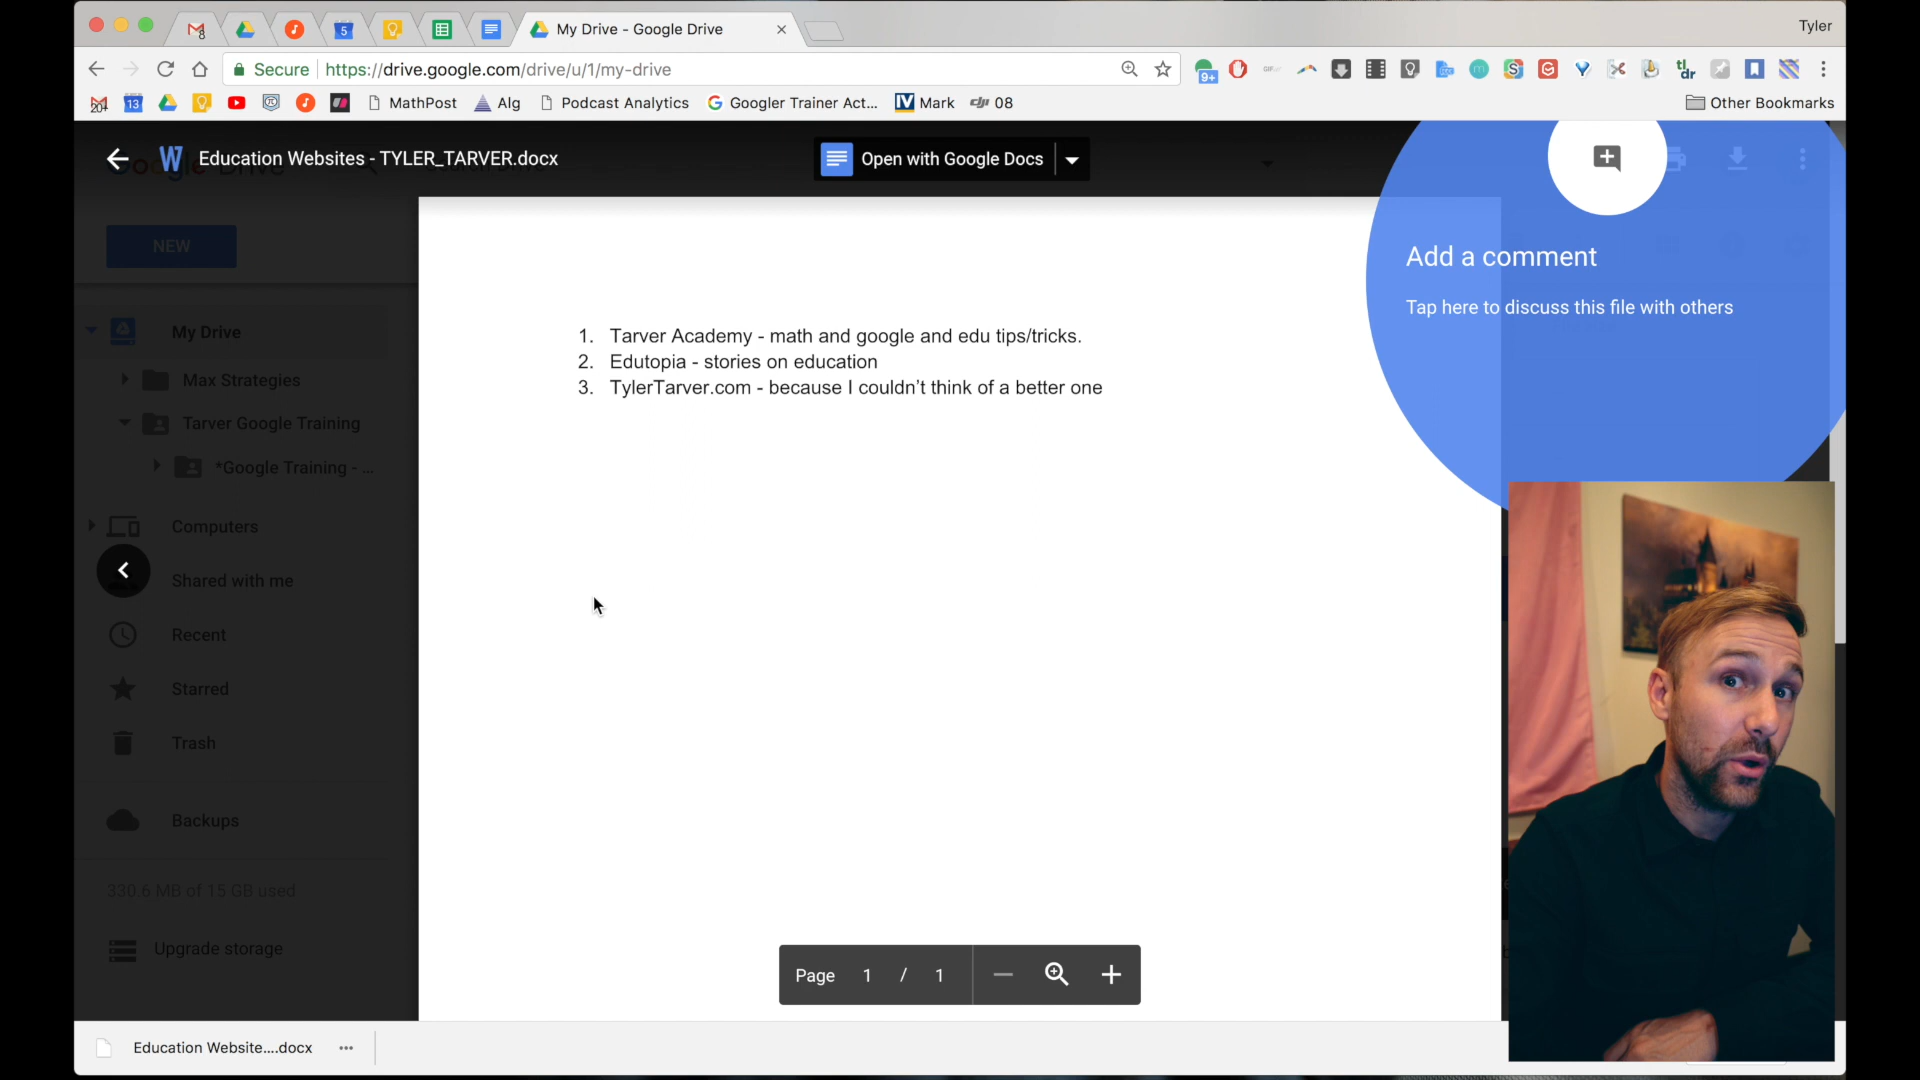 My Drive - Google Drive
Tyler
Secure
https://drive.google.com/drive/u/1/my-drive
9+
tl;dr
20+
13
MathPost
Alg
Podcast Analytics
Googler Trainer Act...
Mark
08
Other Bookmarks
Education Websites - TYLER_TARVER.docx
Open with Google Docs
NEW
Add a comment
Tap here to discuss this file with others
My Drive
Max Strategies
Tarver Google Training
*Google Training - ...
Computers
Shared with me
Recent
Starred
Trash
Backups
330.6 MB of 15 GB used
Upgrade storage
1. Tarver Academy - math and google and edu tips/tricks.
2. Edutopia - stories on education
3. TylerTarver.com - because I couldn't think of a better one
Page 1 / 1
Education Website....docx